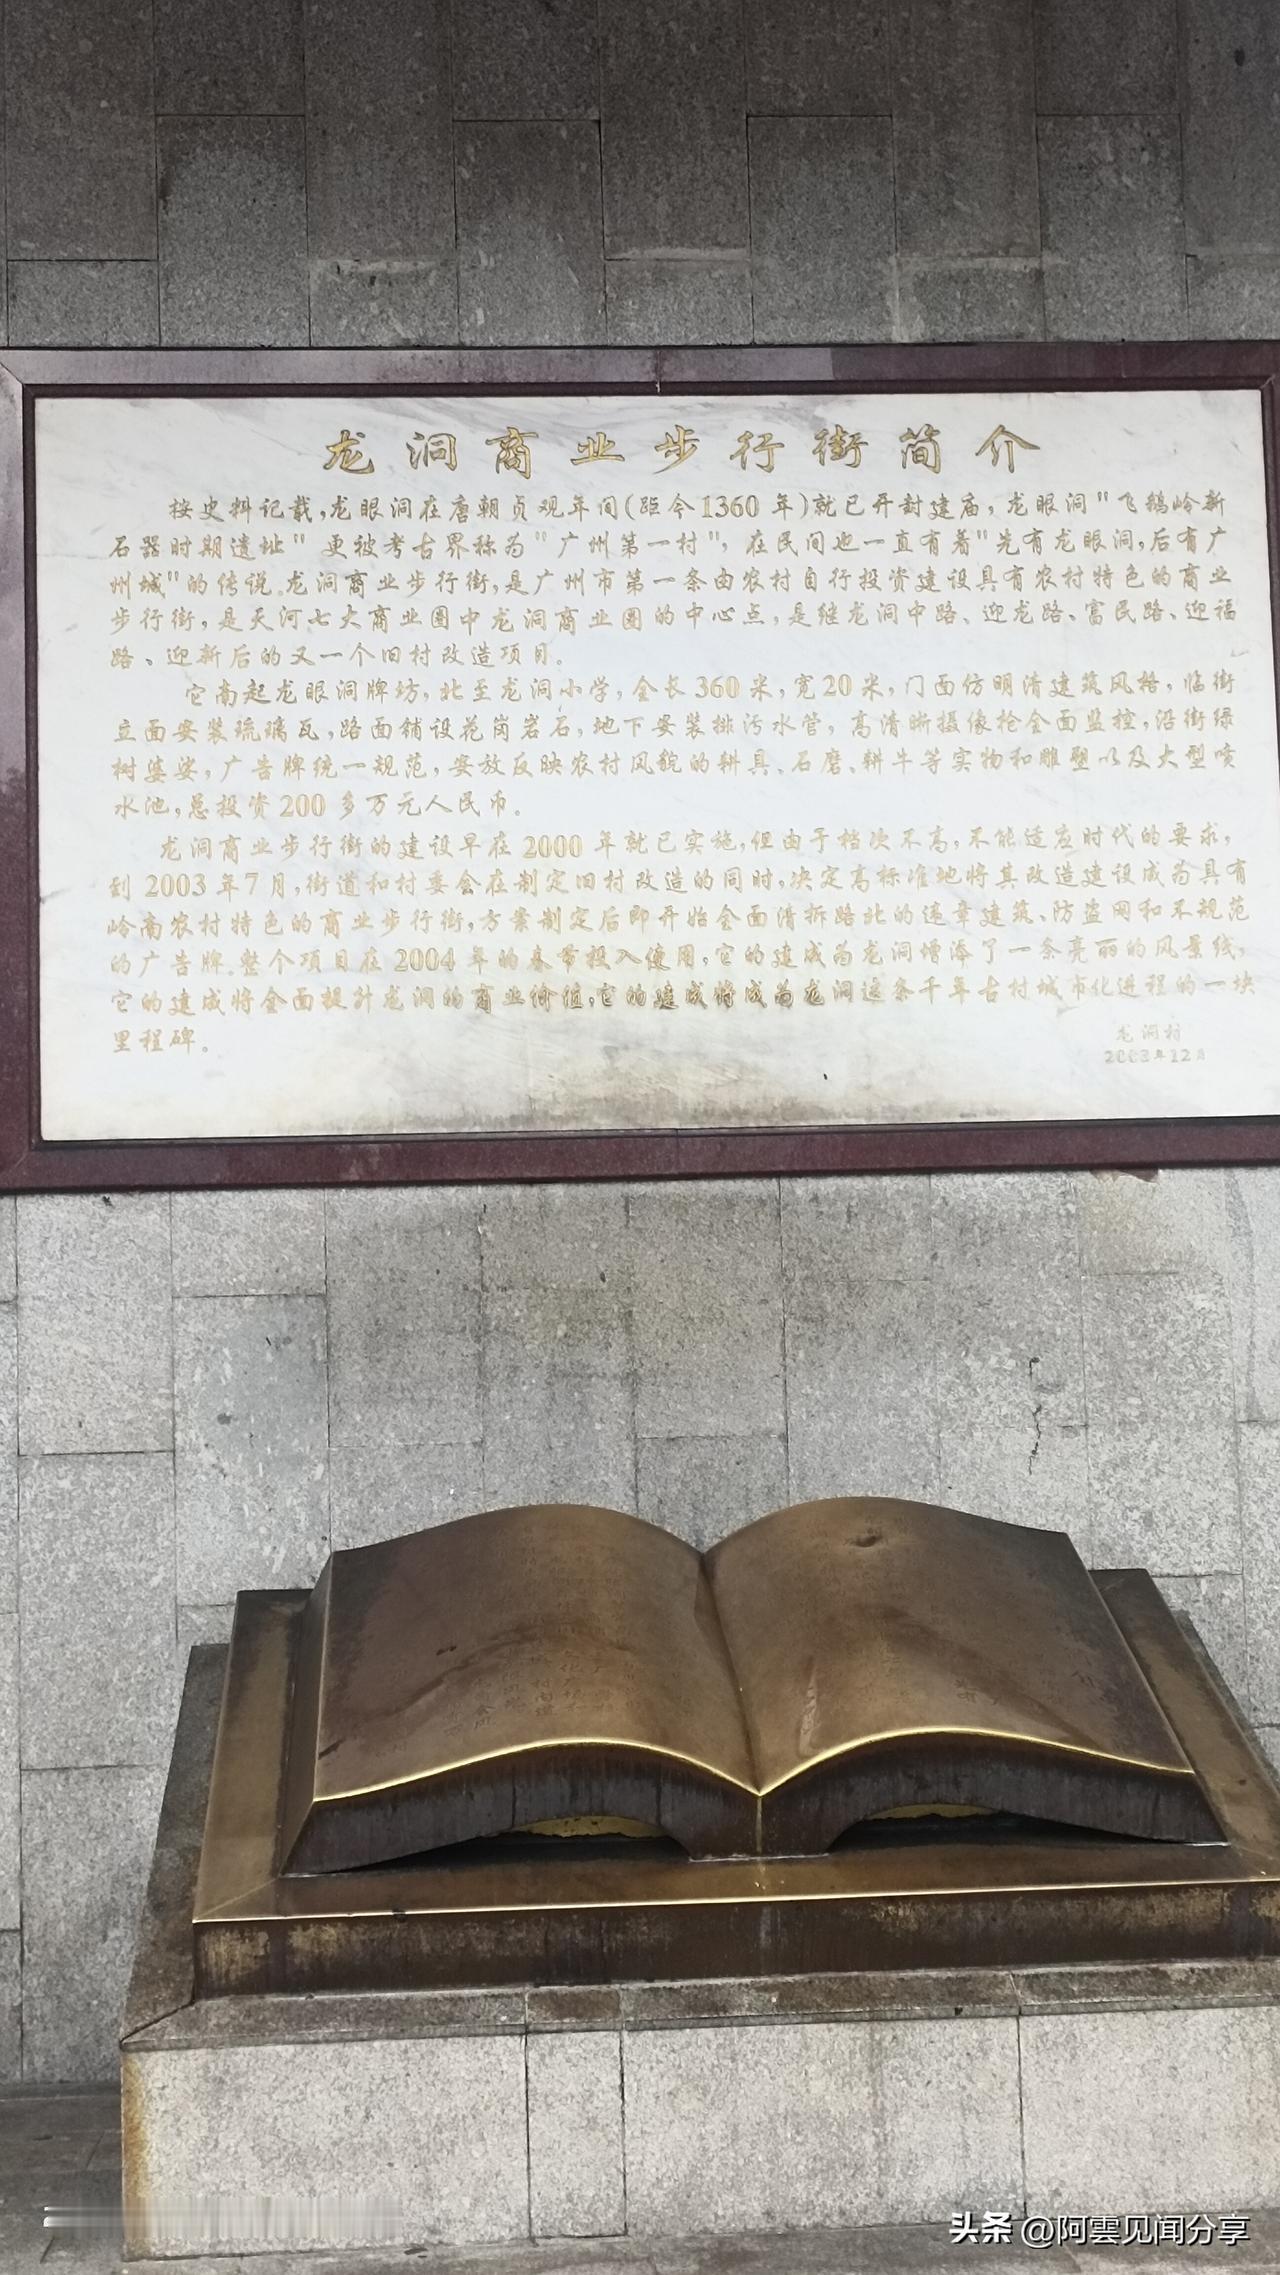 龙洞商业步行街简介
按史料记载，龙眼洞在唐朝贞观年间(距今1360年)就已开封建庙，龙眼洞"飞鹅岭新
石器时期遗址"更被考古界称为"广州第一村"，在民间也一直有着"先有龙眼洞，后有广
州城"的传说。龙洞商业步行街，是广州市第一条由农村自行投资建设具有农村特色的商业
步行街，是天河七大商业圈中龙洞商业圈的中心点，是继龙洞中路、迎龙路、富民路、迎福
路、迎新后的又一个旧村改造项目。
它南起龙眼洞牌坊，北至龙洞小学，全长360米，宽20米，门面仿明清建筑风格，临街
立面安装琉璃瓦，路面铺设花岗岩石，地下安装排污水管，高清晰摄像枪全面监控，沿街绿
树婆娑，广告牌统一规范，安放反映农村风貌的耕具、石磨、耕牛等实物和雕塑以及大型喷
水池，总投资200多万元人民币。
龙洞商业步行街的建设早在2000年就已实施，但由于档次不高，不能适应时代的要求，
到2003年7月，街道和村委会在制定旧村改造的同时，决定高标准地将其改造建设成为具有
岭南农村特色的商业步行街，方案制定后即开始全面清拆路北的违章建筑、防盗网和不规范
的广告牌。整个项目在2004年的春节投入使用，它的建成为龙洞增添了一条亮丽的风景线，
它的建成将全面提升龙洞的商业价值，它的建成将成为龙洞这条千年古村城市化进程的一块
里程碑。
龙洞村
2003年12月
头条 @阿雲见闻分享